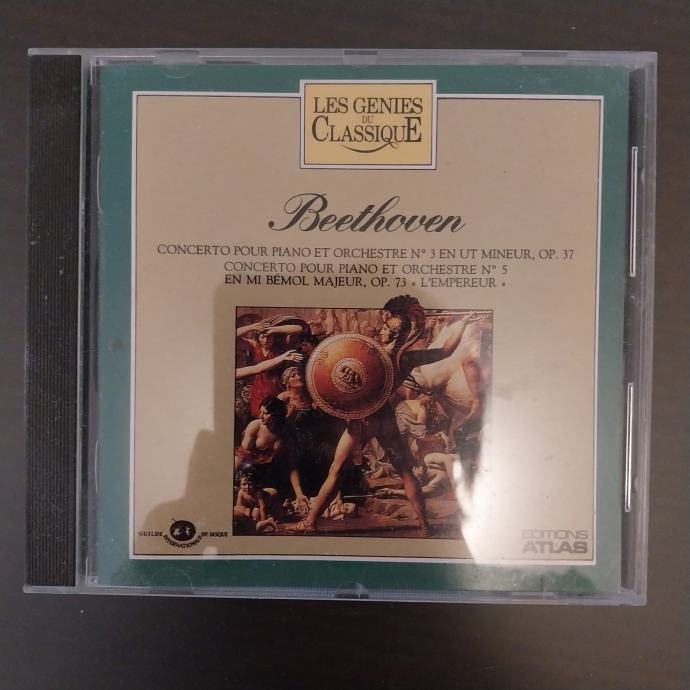 LES GENIES
DU
CLASSIQUE
Beethoven
CONCERTO POUR PIANO ET ORCHESTRE N° 3 EN UT MINEUR, OP. 37
CONCERTO POUR PIANO ET ORCHESTRE N° 5
EN MI BÉMOL MAJEUR, OP. 73 « L'EMPEREUR »
GUILDE INTERNATIONALE DU DISQUE
EDITIONS
ATLAS